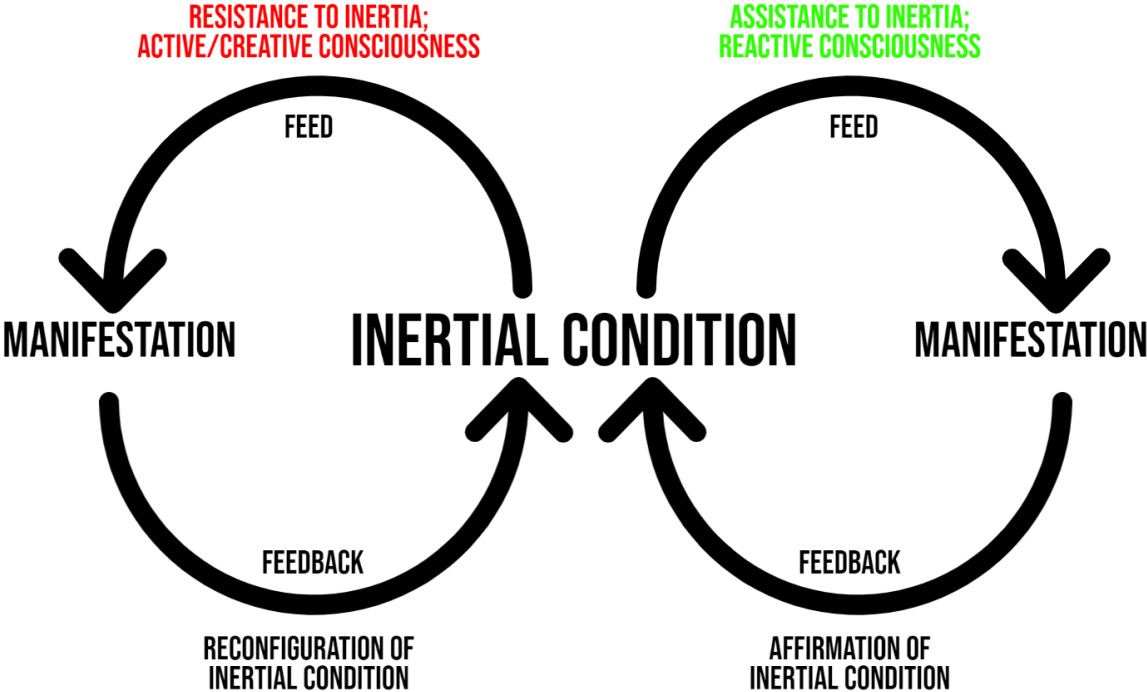 RESISTANCE TO INERTIA;
ACTIVE/CREATIVE CONSCIOUSNESS
ASSISTANCE TO INERTIA;
REACTIVE CONSCIOUSNESS
FEED
FEED
MANIFESTATION
INERTIAL CONDITION
MANIFESTATION
FEEDBACK
FEEDBACK
RECONFIGURATION OF
INERTIAL CONDITION
AFFIRMATION OF
INERTIAL CONDITION